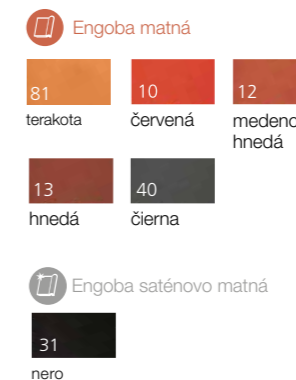 Engoba matná
81 10 12
terakota červená medeno
hnedá
13 40
hnedá čierna
Engoba saténovo matná
31
nero